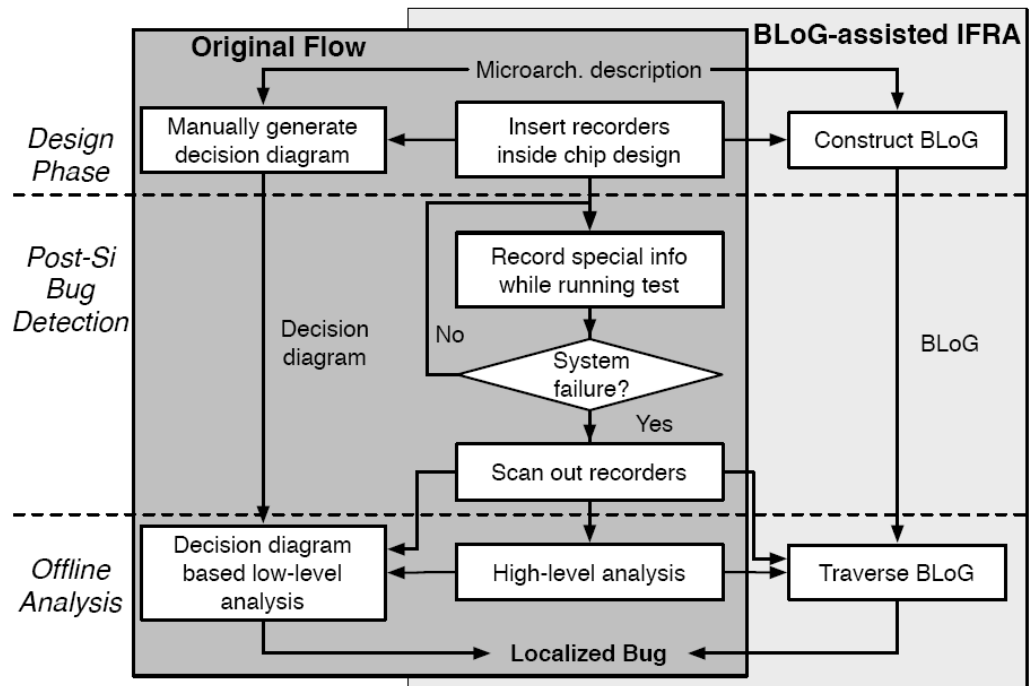 Original Flow
BLoG-assisted IFRA
Microarch. description
Design
Phase
Manually generate
decision diagram
Insert recorders
inside chip design
Construct BLoG
Post-Si
Bug
Detection
Record special info
while running test
Decision
diagram
No
System
failure?
BLoG
Yes
Scan out recorders
Offline
Analysis
Decision diagram
based low-level
analysis
High-level analysis
Traverse BLoG
Localized Bug